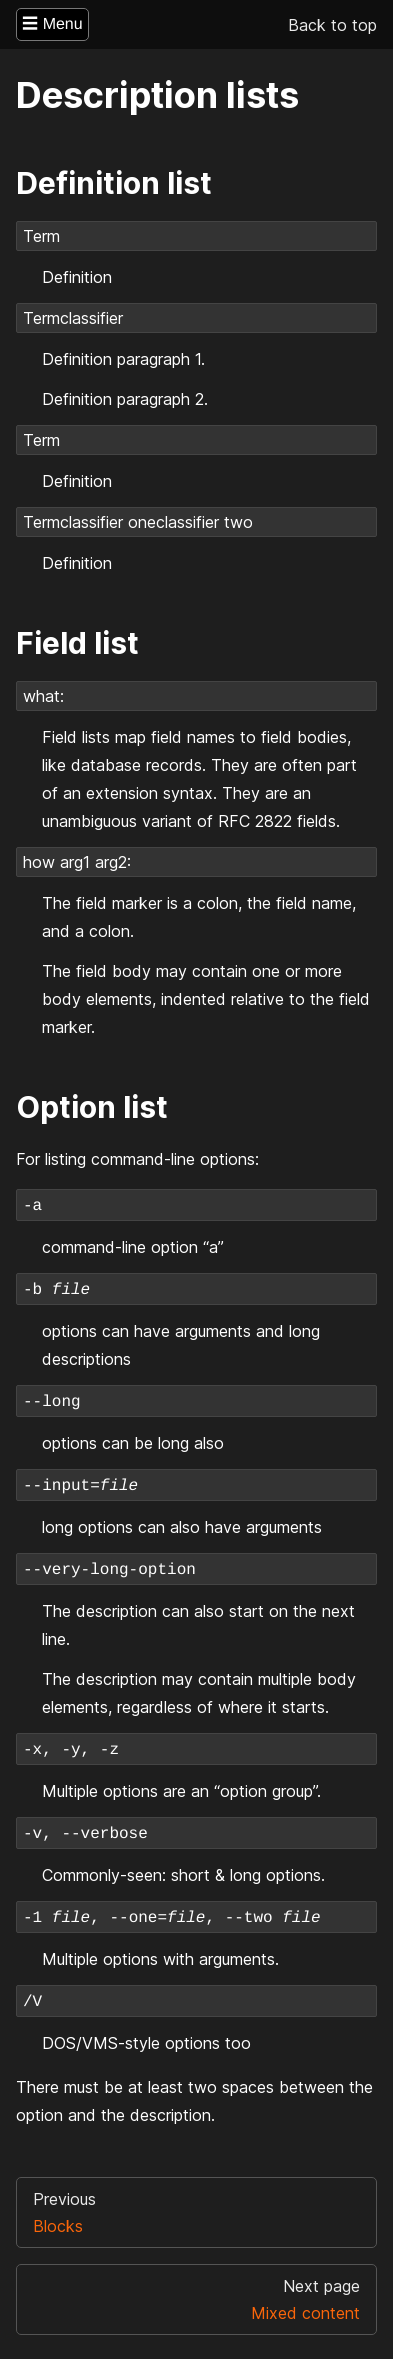 ☰ Menu
Back to top
Description lists
Definition list
Term
Definition
Termclassifier
Definition paragraph 1.
Definition paragraph 2.
Term
Definition
Termclassifier oneclassifier two
Definition
Field list
what:
Field lists map field names to field bodies,
like database records. They are often part
of an extension syntax. They are an
unambiguous variant of RFC 2822 fields.
how arg1 arg2:
The field marker is a colon, the field name,
and a colon.
The field body may contain one or more
body elements, indented relative to the field
marker.
Option list
For listing command-line options:
-a
command-line option “a”
-b file
options can have arguments and long
descriptions
--long
options can be long also
--input=file
long options can also have arguments
--very-long-option
The description can also start on the next
line.
The description may contain multiple body
elements, regardless of where it starts.
-x, -y, -z
Multiple options are an “option group”.
-v, --verbose
Commonly-seen: short & long options.
-1 file, --one=file, --two file
Multiple options with arguments.
/V
DOS/VMS-style options too
There must be at least two spaces between the
option and the description.
Previous
Blocks
Next page
Mixed content